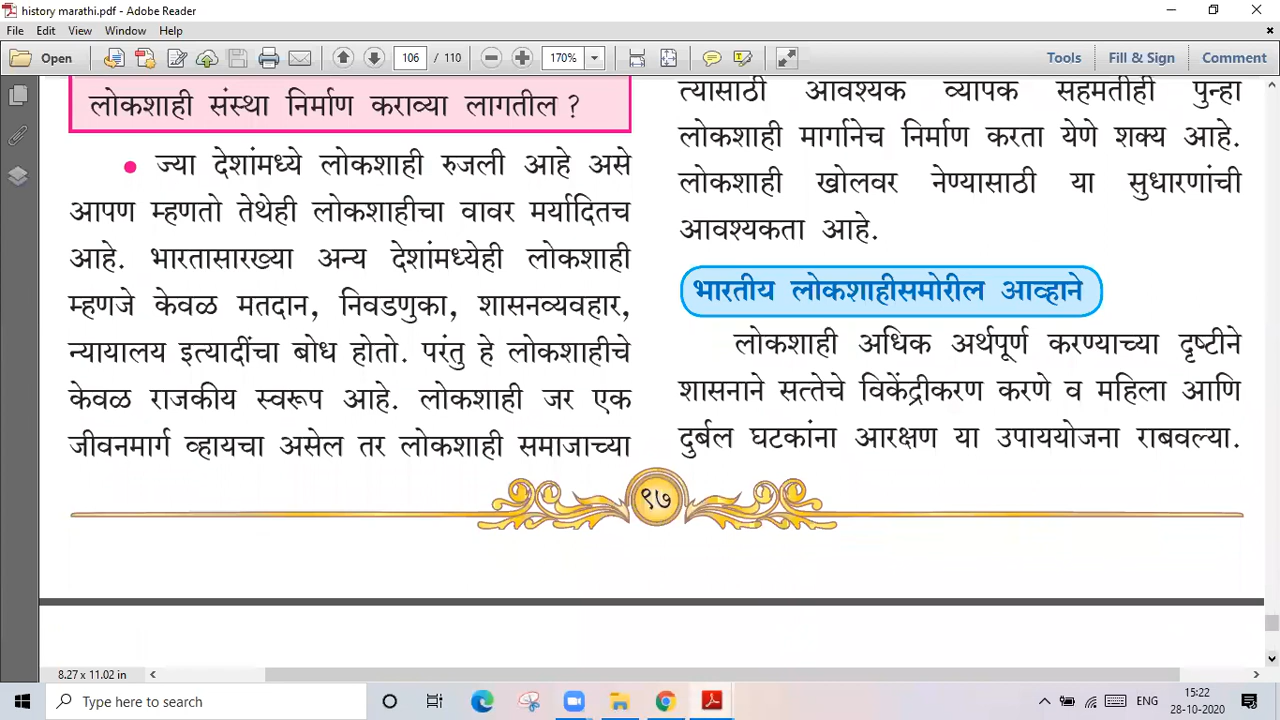 history marathi.pdf - Adobe Reader
File Edit View Window Help
Open 106 / 110 170% Tools Fill & Sign Comment
लोकशाही संस्था निर्माण कराव्या लागतील ?
• ज्या देशांमध्ये लोकशाही रुजली आहे असे
आपण म्हणतो तेथेही लोकशाहीचा वावर मर्यादितच
आहे. भारतासारख्या अन्य देशांमध्येही लोकशाही
म्हणजे केवळ मतदान, निवडणुका, शासनव्यवहार,
न्यायालय इत्यादींचा बोध होतो. परंतु हे लोकशाहीचे
केवळ राजकीय स्वरूप आहे. लोकशाही जर एक
जीवनमार्ग व्हायचा असेल तर लोकशाही समाजाच्या
त्यासाठी आवश्यक व्यापक सहमतीही पुन्हा
लोकशाही मार्गानेच निर्माण करता येणे शक्य आहे.
लोकशाही खोलवर नेण्यासाठी या सुधारणांची
आवश्यकता आहे.
भारतीय लोकशाहीसमोरील आव्हाने
लोकशाही अधिक अर्थपूर्ण करण्याच्या दृष्टीने
शासनाने सत्तेचे विकेंद्रीकरण करणे व महिला आणि
दुर्बल घटकांना आरक्षण या उपाययोजना राबवल्या.
९७
8.27 x 11.02 in
Type here to search
ENG
15:22
28-10-2020